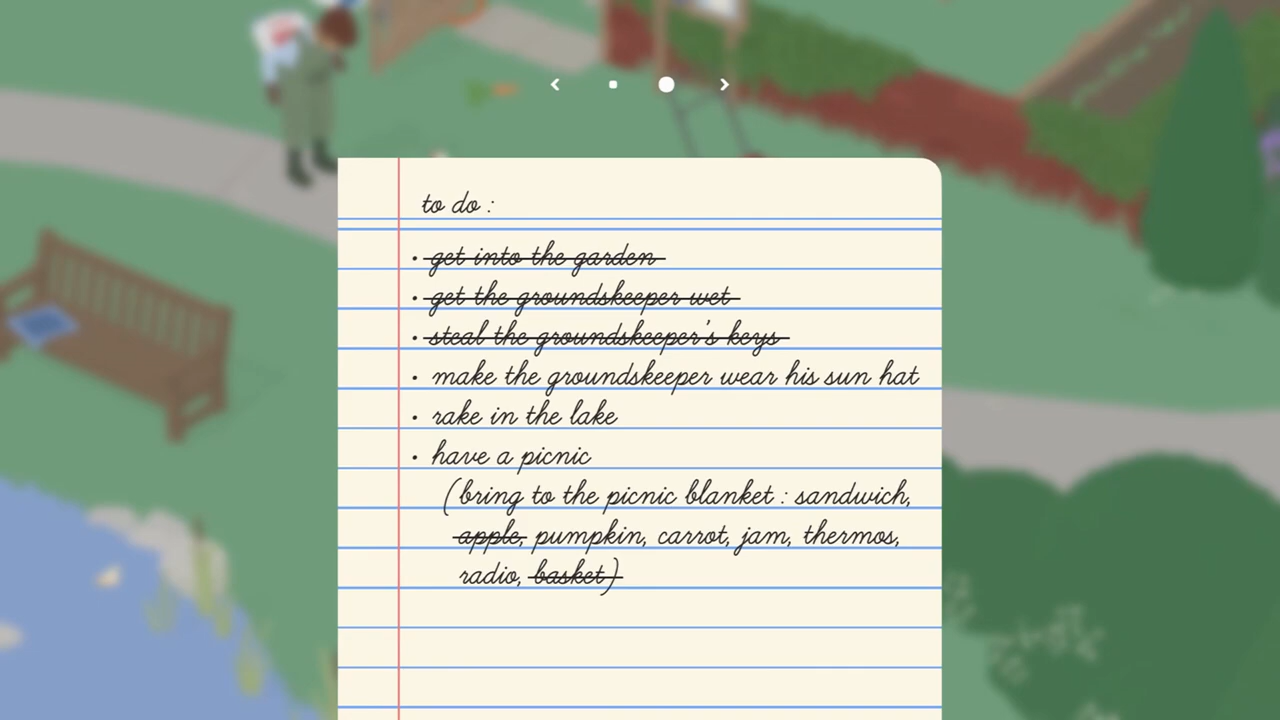 to do :
• get into the garden
• get the groundskeeper wet
• steal the groundskeeper's keys
• make the groundskeeper wear his sun hat
• rake in the lake
• have a picnic
(bring to the picnic blanket : sandwich,
apple, pumpkin, carrot, jam, thermos,
radio, basket)